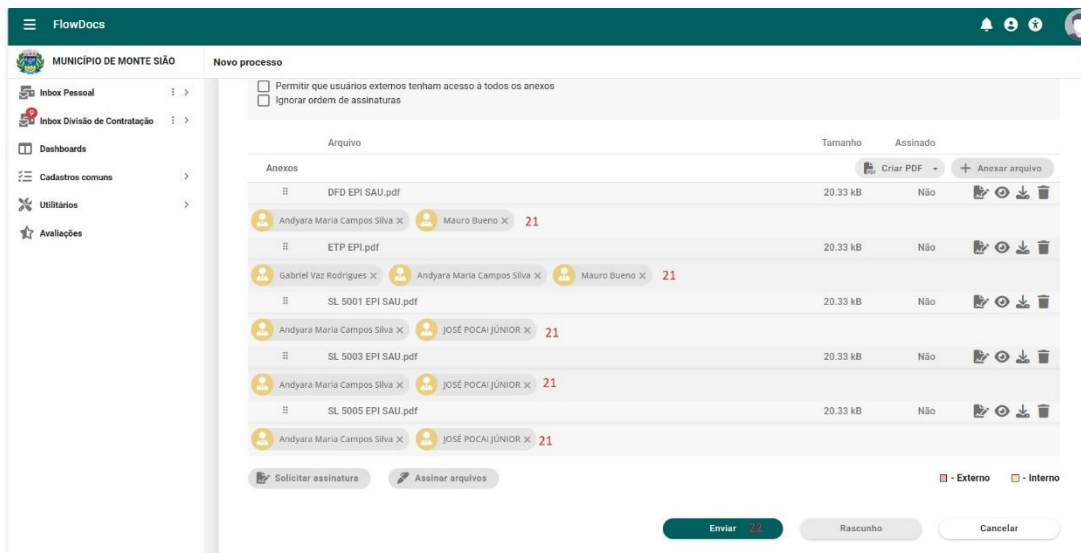 FlowDocs
MUNICÍPIO DE MONTE SIÃO
Novo processo
Inbox Pessoal
9
Inbox Divisão de Contratação
Dashboards
Cadastros comuns
Utilitários
Avaliações
Permitir que usuários externos tenham acesso à todos os anexos
Ignorar ordem de assinaturas
Arquivo Tamanho Assinado
Anexos Criar PDF + Anexar arquivo
DFD EPI SAU.pdf 20.33 kB Não
Andyara Maria Campos Silva X Mauro Bueno X 21
ETP EPI.pdf 20.33 kB Não
Gabriel Vaz Rodrigues X Andyara Maria Campos Silva X Mauro Bueno X 21
SL 5001 EPI SAU.pdf 20.33 kB Não
Andyara Maria Campos Silva X JOSÉ POCAI JÚNIOR X 21
SL 5003 EPI SAU.pdf 20.33 kB Não
Andyara Maria Campos Silva X JOSÉ POCAI JÚNIOR X 21
SL 5005 EPI SAU.pdf 20.33 kB Não
Andyara Maria Campos Silva X JOSÉ POCAI JÚNIOR X 21
Solicitar assinatura Assinar arquivos - Externo - Interno
Enviar 22 Rascunho Cancelar